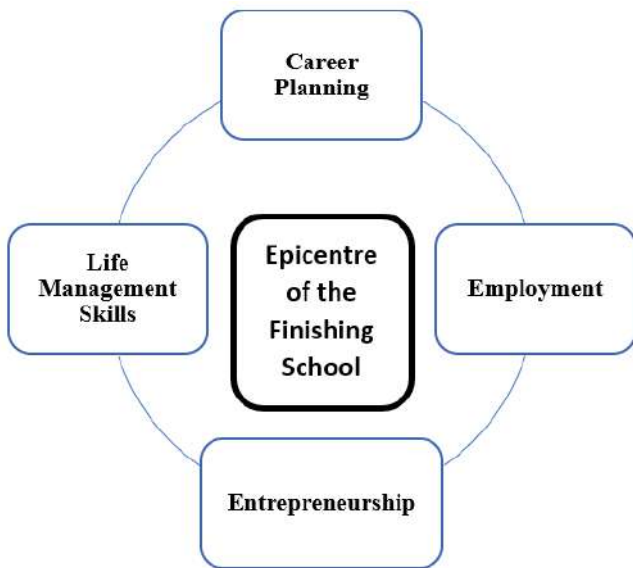 Career
Planning
Life
Management
Skills
Epicentre
of the
Finishing
School
Employment
Entrepreneurship